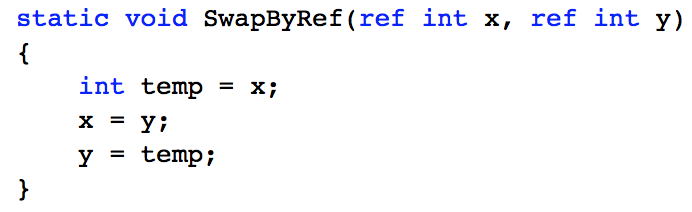 static void SwapByRef(ref int x, ref int y)
{
    int temp = x;
    x = y;
    y = temp;
}